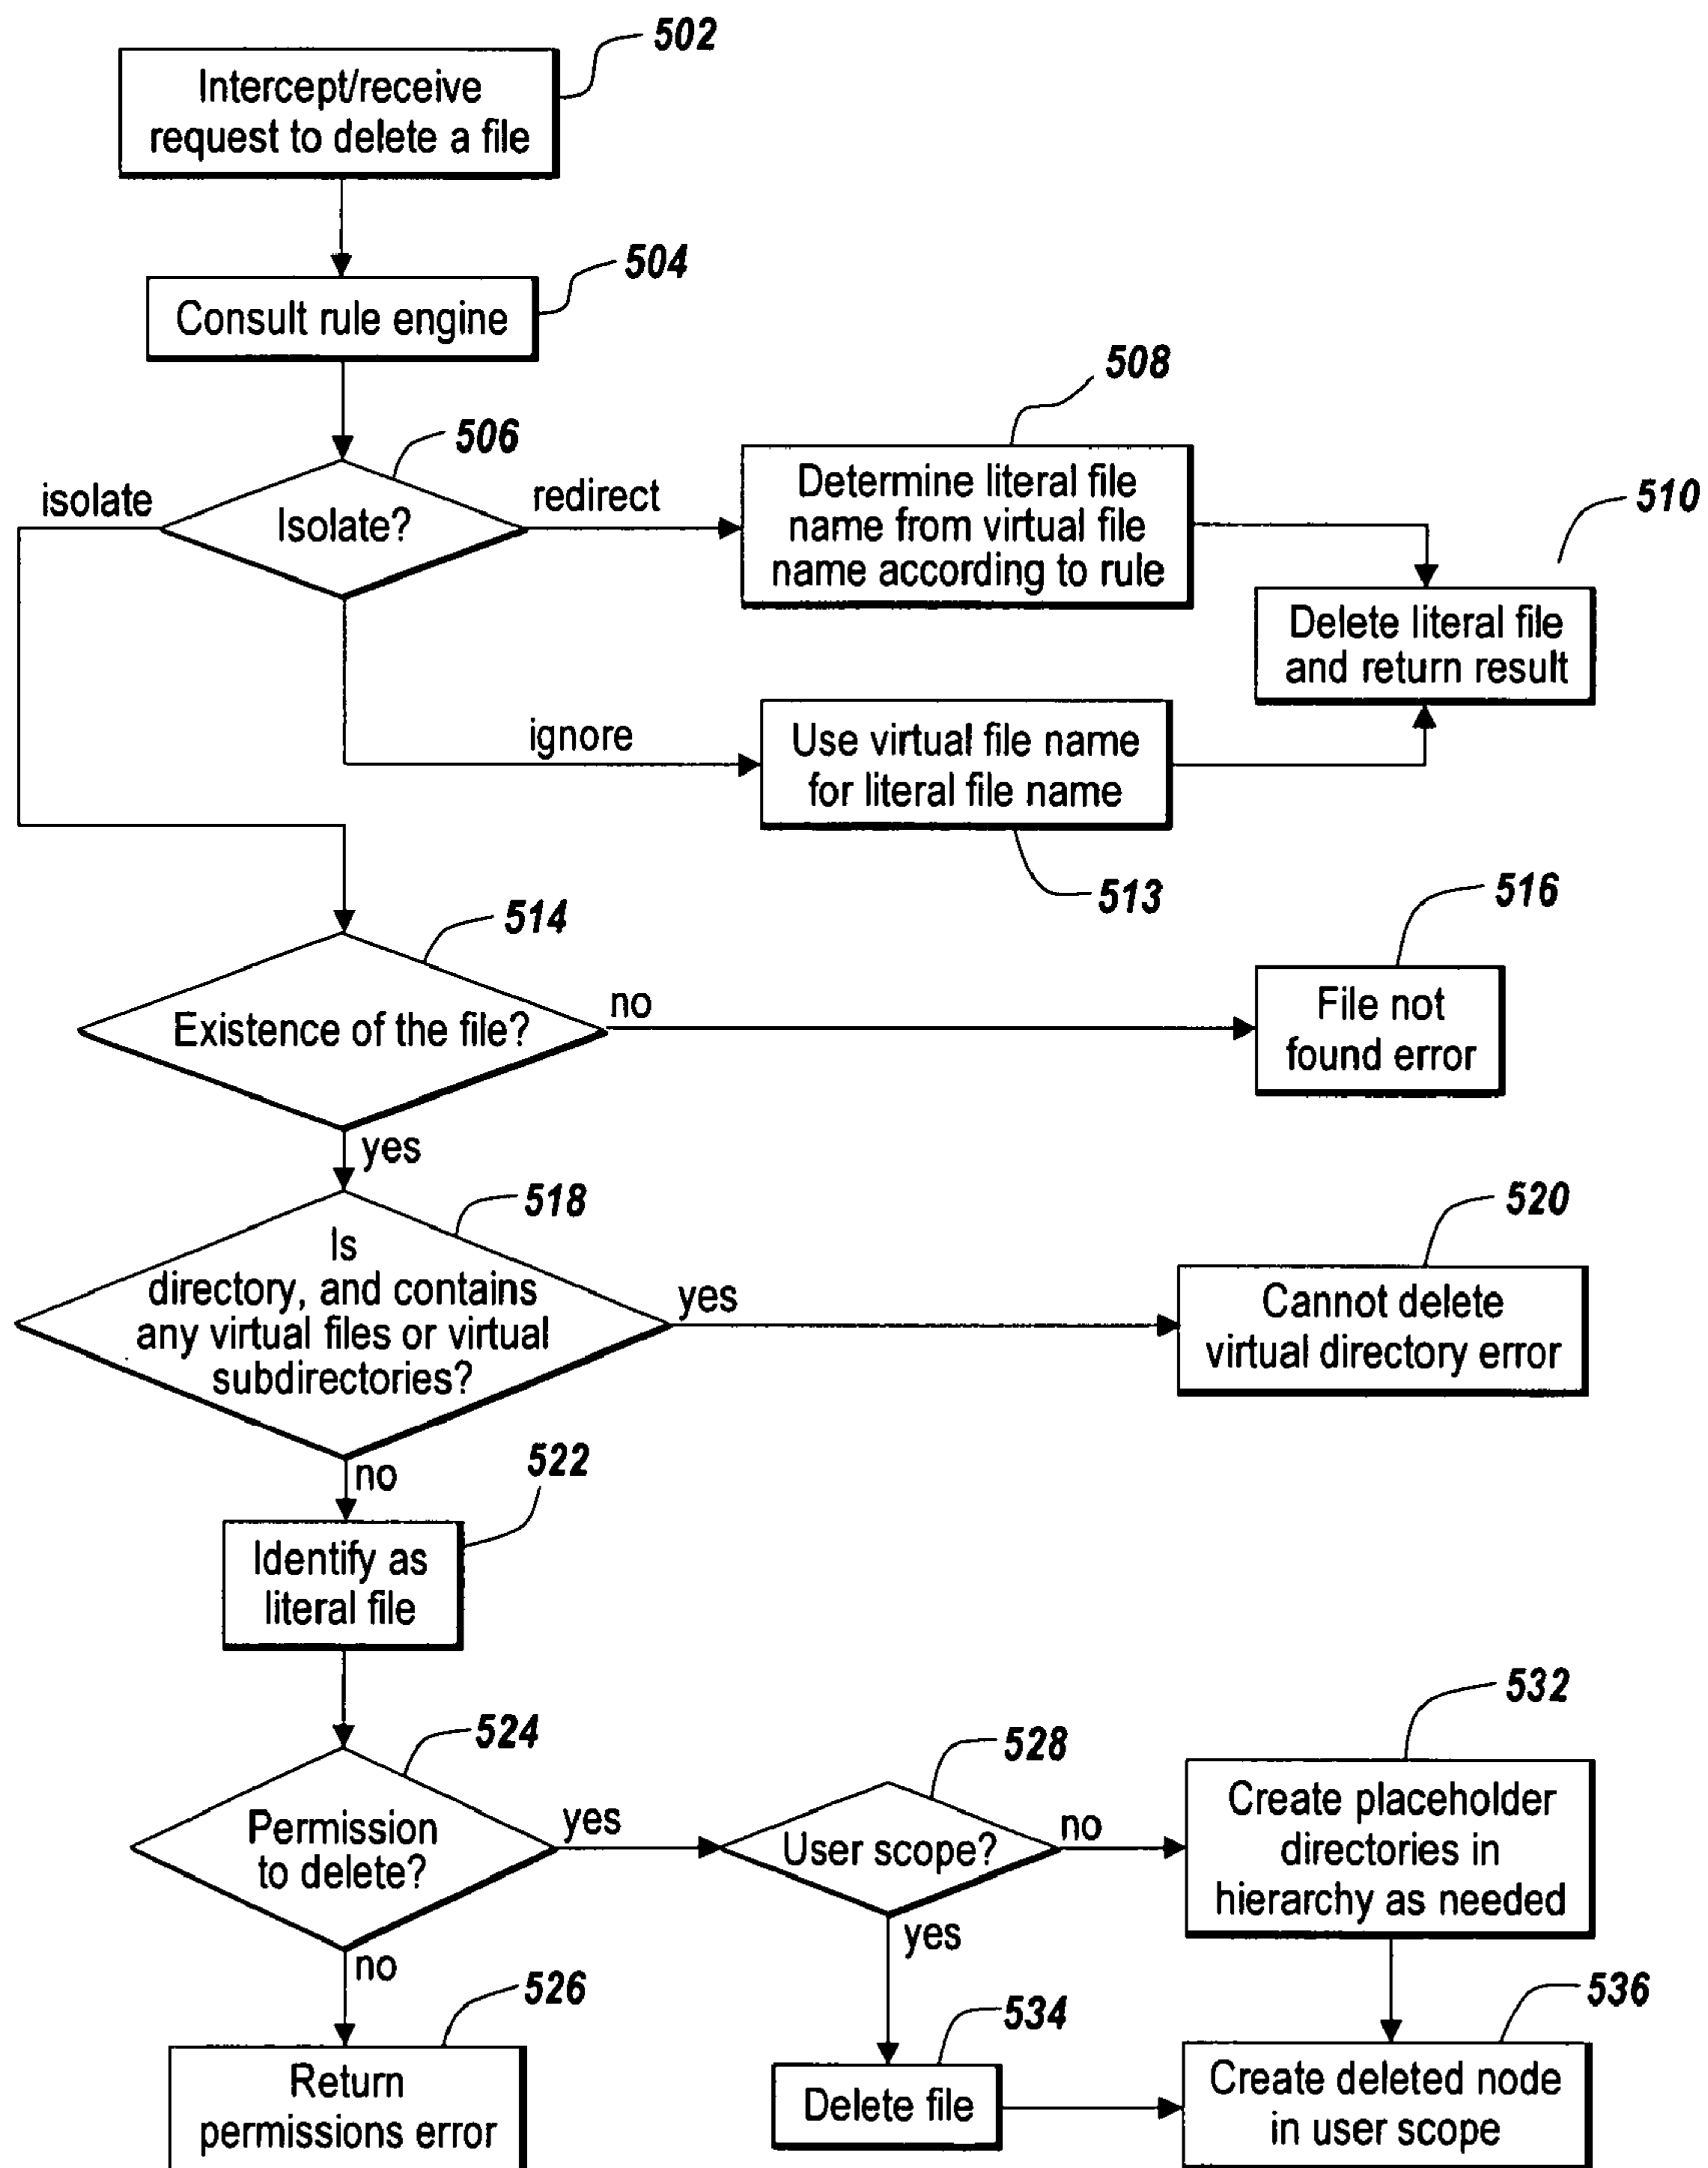 502
Intercept/receive
request to delete a file
504
Consult rule engine
508
506
isolate
Isolate?
redirect
Determine literal file
name from virtual file
name according to rule
510
Delete literal file
and return result
ignore
Use virtual file name
for literal file name
513
514
516
Existence of the file?
no
File not
found error
yes
518
520
Is
directory, and contains
any virtual files or virtual
subdirectories?
yes
Cannot delete
virtual directory error
no
522
Identify as
literal file
532
524
528
Permission
to delete?
yes
User scope?
no
Create placeholder
directories in
hierarchy as needed
yes
no
526
534
536
Return
permissions error
Delete file
Create deleted node
in user scope